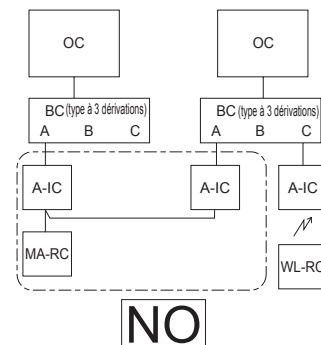 OC OC
BC (type à 3 dérivations) BC (type à 3 dérivations)
A B C A B C
A-IC A-IC A-IC
MA-RC WL-RC
NO